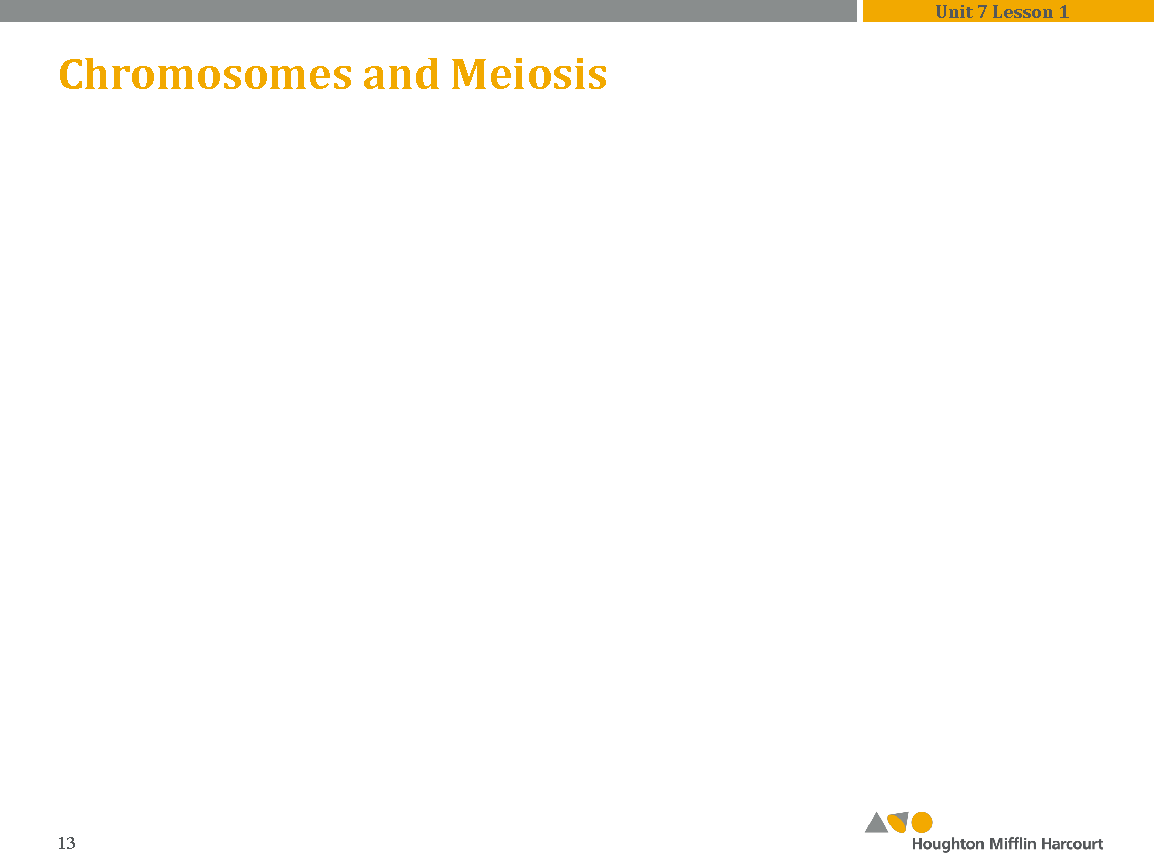 Unit 7 Lesson 1
Chromosomes and Meiosis
13
Houghton Mifflin Harcourt